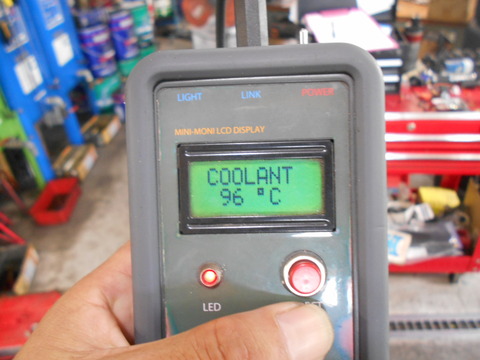 LIGHT LINK POWER
MINI-MONI LCD DISPLAY
COOLANT
96 °C
LED